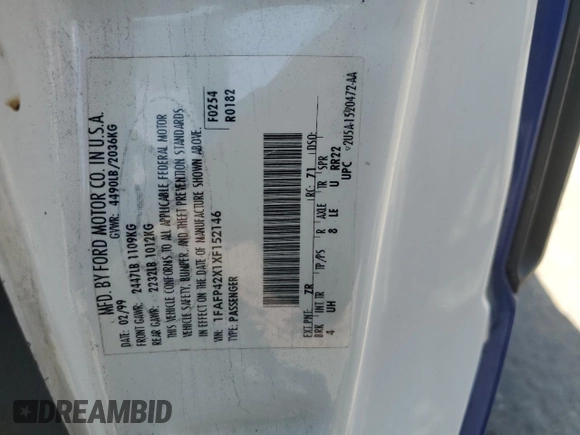 MFD. BY FORD MOTOR CO. IN U.S.A.
DATE: 02/99 GVWR: 4490LB/2036KG
FRONT GAWR: 2447LB 1109KG
REAR GAWR: 2232LB 1012KG
THIS VEHICLE CONFORMS TO ALL APPLICABLE FEDERAL MOTOR
VEHICLE SAFETY, BUMPER, AND THEFT PREVENTION STANDARDS
IN EFFECT ON THE DATE OF MANUFACTURE SHOWN ABOVE.
VIN: 1FAFP42X1XF152146
TYPE: PASSENGER
F0254
R0182
EXT PNT: ZR RC: 71 DSO:
BRK INT TR TP/PS R AXLE TR SPR
4 UH 8 LE U RR22
UPC
DREAMBID